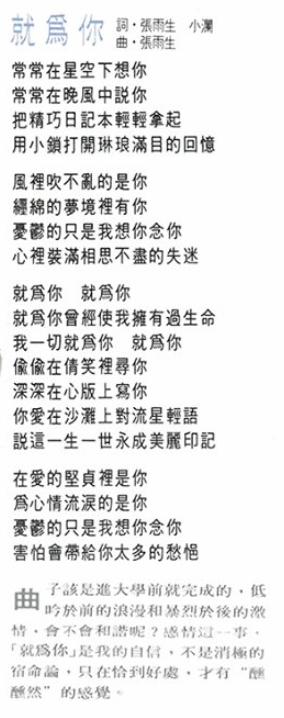 就為你
詞・張雨生 小瀾
曲・張雨生
常常在星空下想你
常常在晚風中説你
把精巧日記本輕輕拿起
用小鎖打開琳琅滿目的回憶
風裡吹不亂的是你
纒綿的夢境裡有你
憂鬱的只是我想你念你
心裡裝滿相思不盡的失迷
就爲你 就爲你
就爲你曾經使我擁有過生命
我一切就爲你 就爲你
偸偸在倩笑裡尋你
深深在心版上寫你
你愛在沙灘上對流星輕語
説這一生一世永成美麗印記
在愛的堅貞裡是你
爲心情流淚的是你
憂鬱的只是我想你念你
害怕會帶給你太多的愁悒
曲子該是進大學前就完成的，低
吟於前的浪漫和暴烈於後的激
情，會不會和諧呢？感情這一事，
「就爲你」是我的自信，不是消極的
宿命論，只在恰到好處，才有“醺
醺然”的感覺。